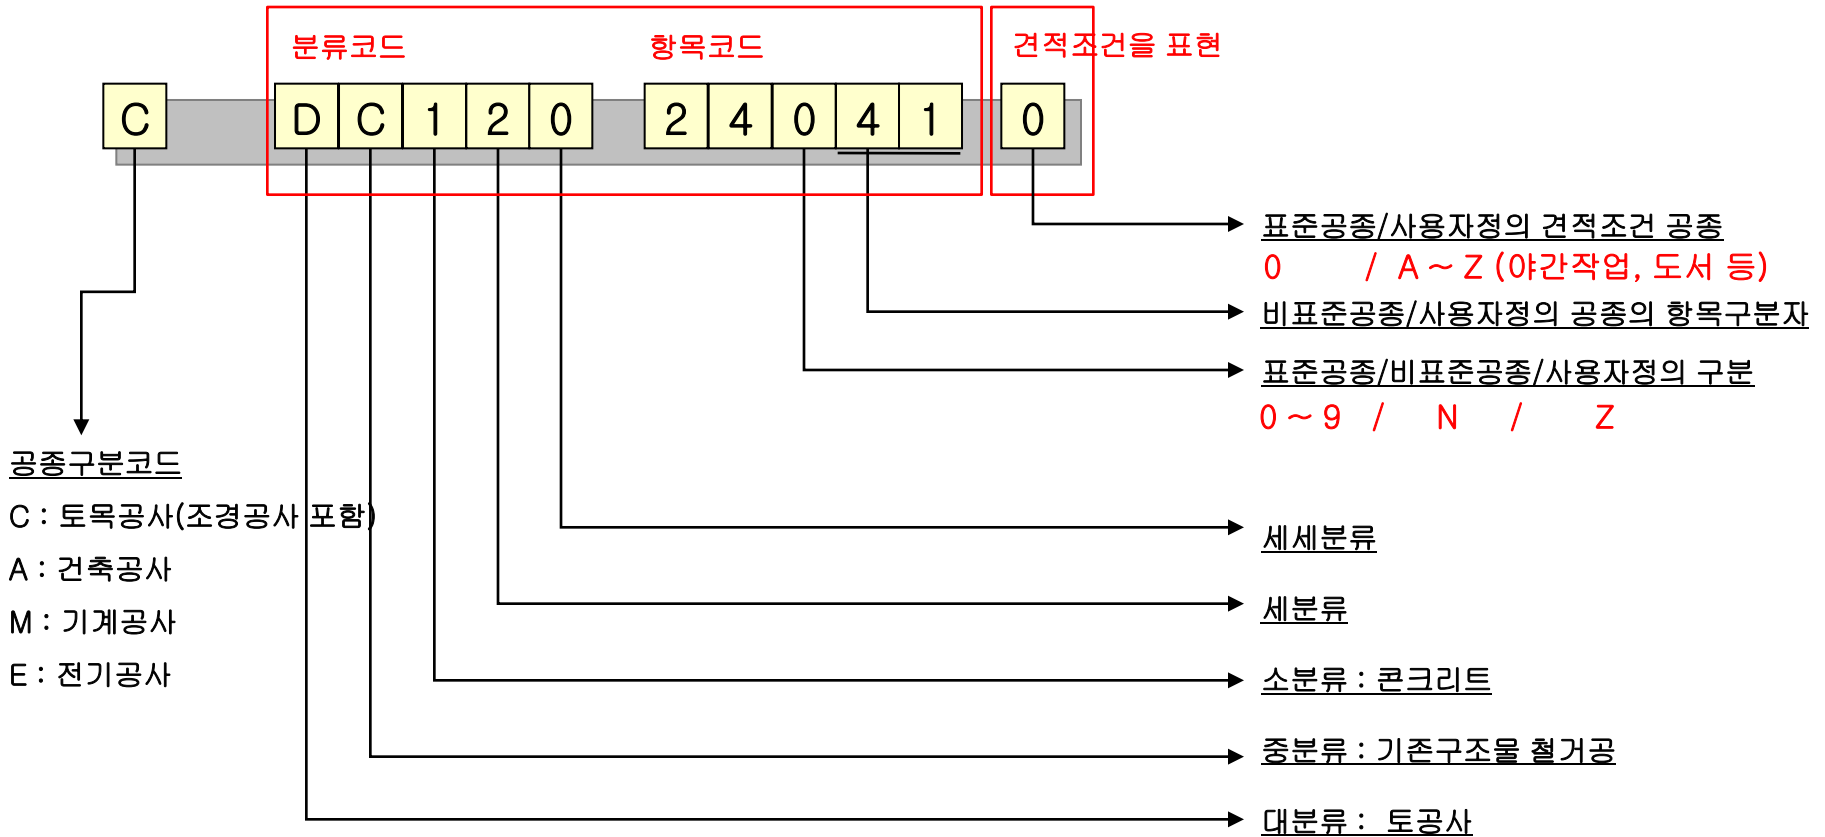 분류코드 항목코드 견적조건을 표현
C D C 1 2 0 2 4 0 4 1 0
표준공종/사용자정의 견적조건 공종
0 / A ~ Z (야간작업, 도서 등)
비표준공종/사용자정의 공종의 항목구분자
표준공종/비표준공종/사용자정의 구분
0 ~ 9 / N / Z
공종구분코드
C : 토목공사(조경공사 포함)
A : 건축공사
M : 기계공사
E : 전기공사
세세분류
세분류
소분류 : 콘크리트
중분류 : 기존구조물 철거공
대분류 : 토공사